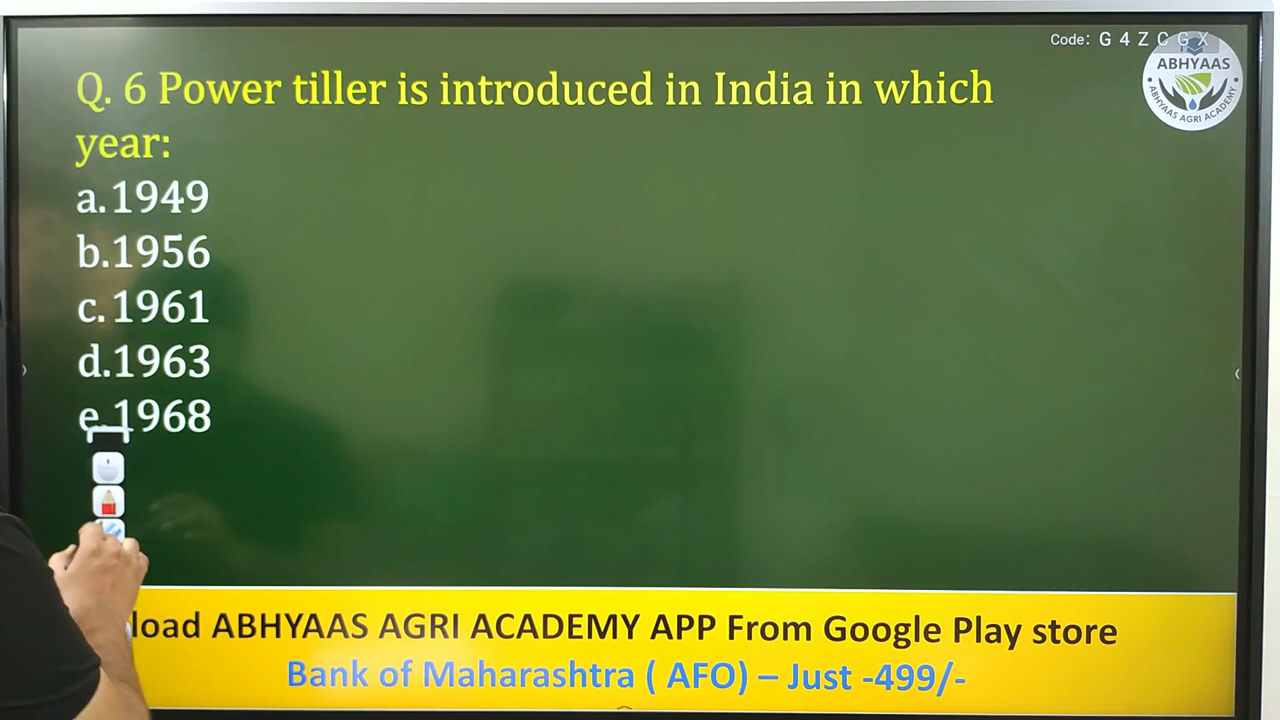 Code: G 4 Z C G X
ABHYAAS
ABHYAAS AGRI ACADEMY
Q. 6 Power tiller is introduced in India in which
year:
a.1949
b.1956
c.1961
d.1963
e.1968
load ABHYAAS AGRI ACADEMY APP From Google Play store
Bank of Maharashtra ( AFO) – Just -499/-